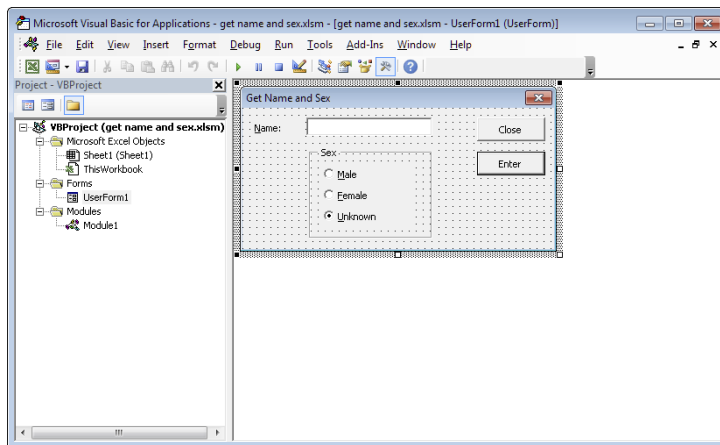 Microsoft Visual Basic for Applications - get name and sex.xlsm - [get name and sex.xlsm - UserForm1 (UserForm)]
File Edit View Insert Format Debug Run Tools Add-Ins Window Help
Project - VBProject
VBProject (get name and sex.xlsm)
Microsoft Excel Objects
Sheet1 (Sheet1)
ThisWorkbook
Forms
UserForm1
Modules
Module1
Get Name and Sex
Name:
Close
Sex
Enter
Male
Female
Unknown